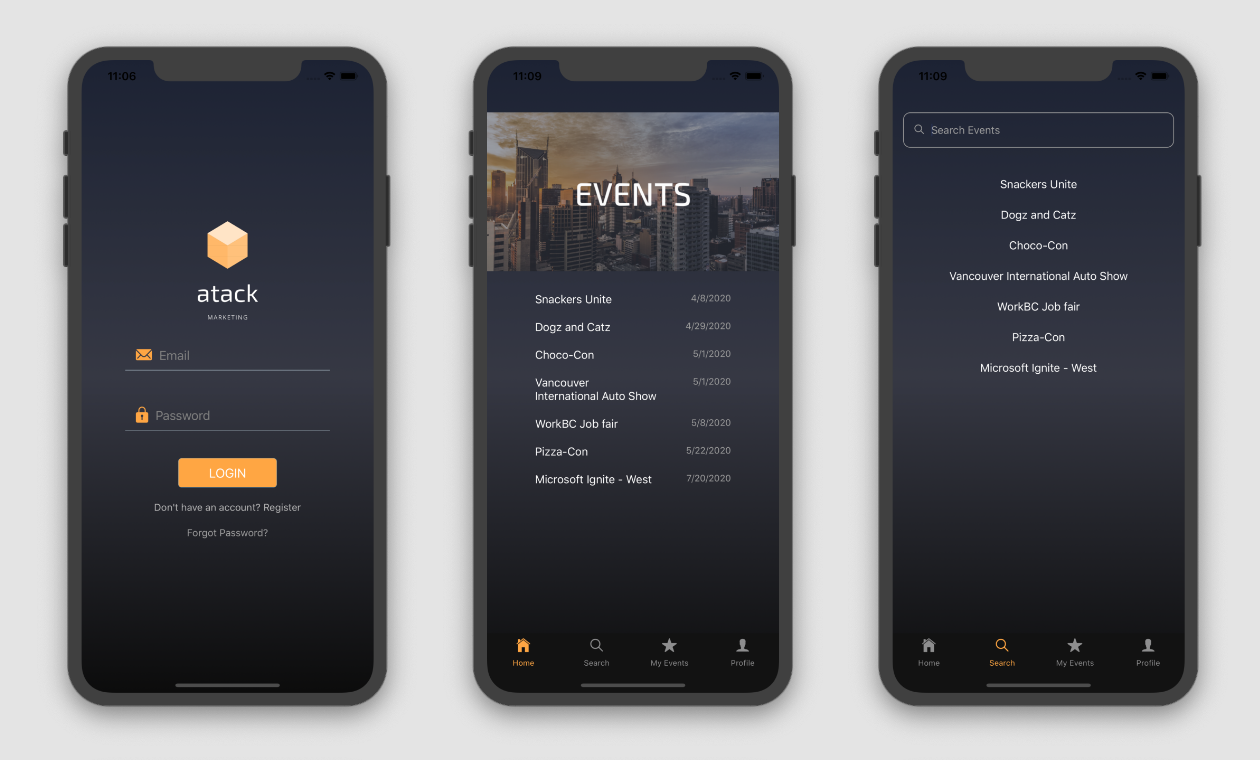 11:06
atack
MARKETING
Email
Password
LOGIN
Don't have an account? Register
Forgot Password?
11:09
EVENTS
Snackers Unite 4/8/2020
Dogz and Catz 4/29/2020
Choco-Con 5/1/2020
Vancouver 5/1/2020
International Auto Show
WorkBC Job fair 5/8/2020
Pizza-Con 5/22/2020
Microsoft Ignite - West 7/20/2020
Home Search My Events Profile
11:09
Search Events
Snackers Unite
Dogz and Catz
Choco-Con
Vancouver International Auto Show
WorkBC Job fair
Pizza-Con
Microsoft Ignite - West
Home Search My Events Profile